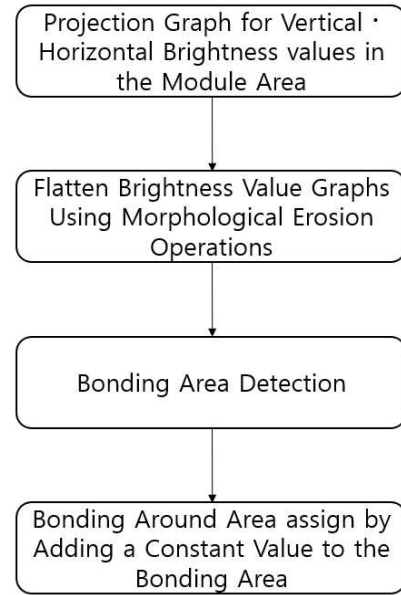 Projection Graph for Vertical ·
Horizontal Brightness values in
the Module Area
Flatten Brightness Value Graphs
Using Morphological Erosion
Operations
Bonding Area Detection
Bonding Around Area assign by
Adding a Constant Value to the
Bonding Area